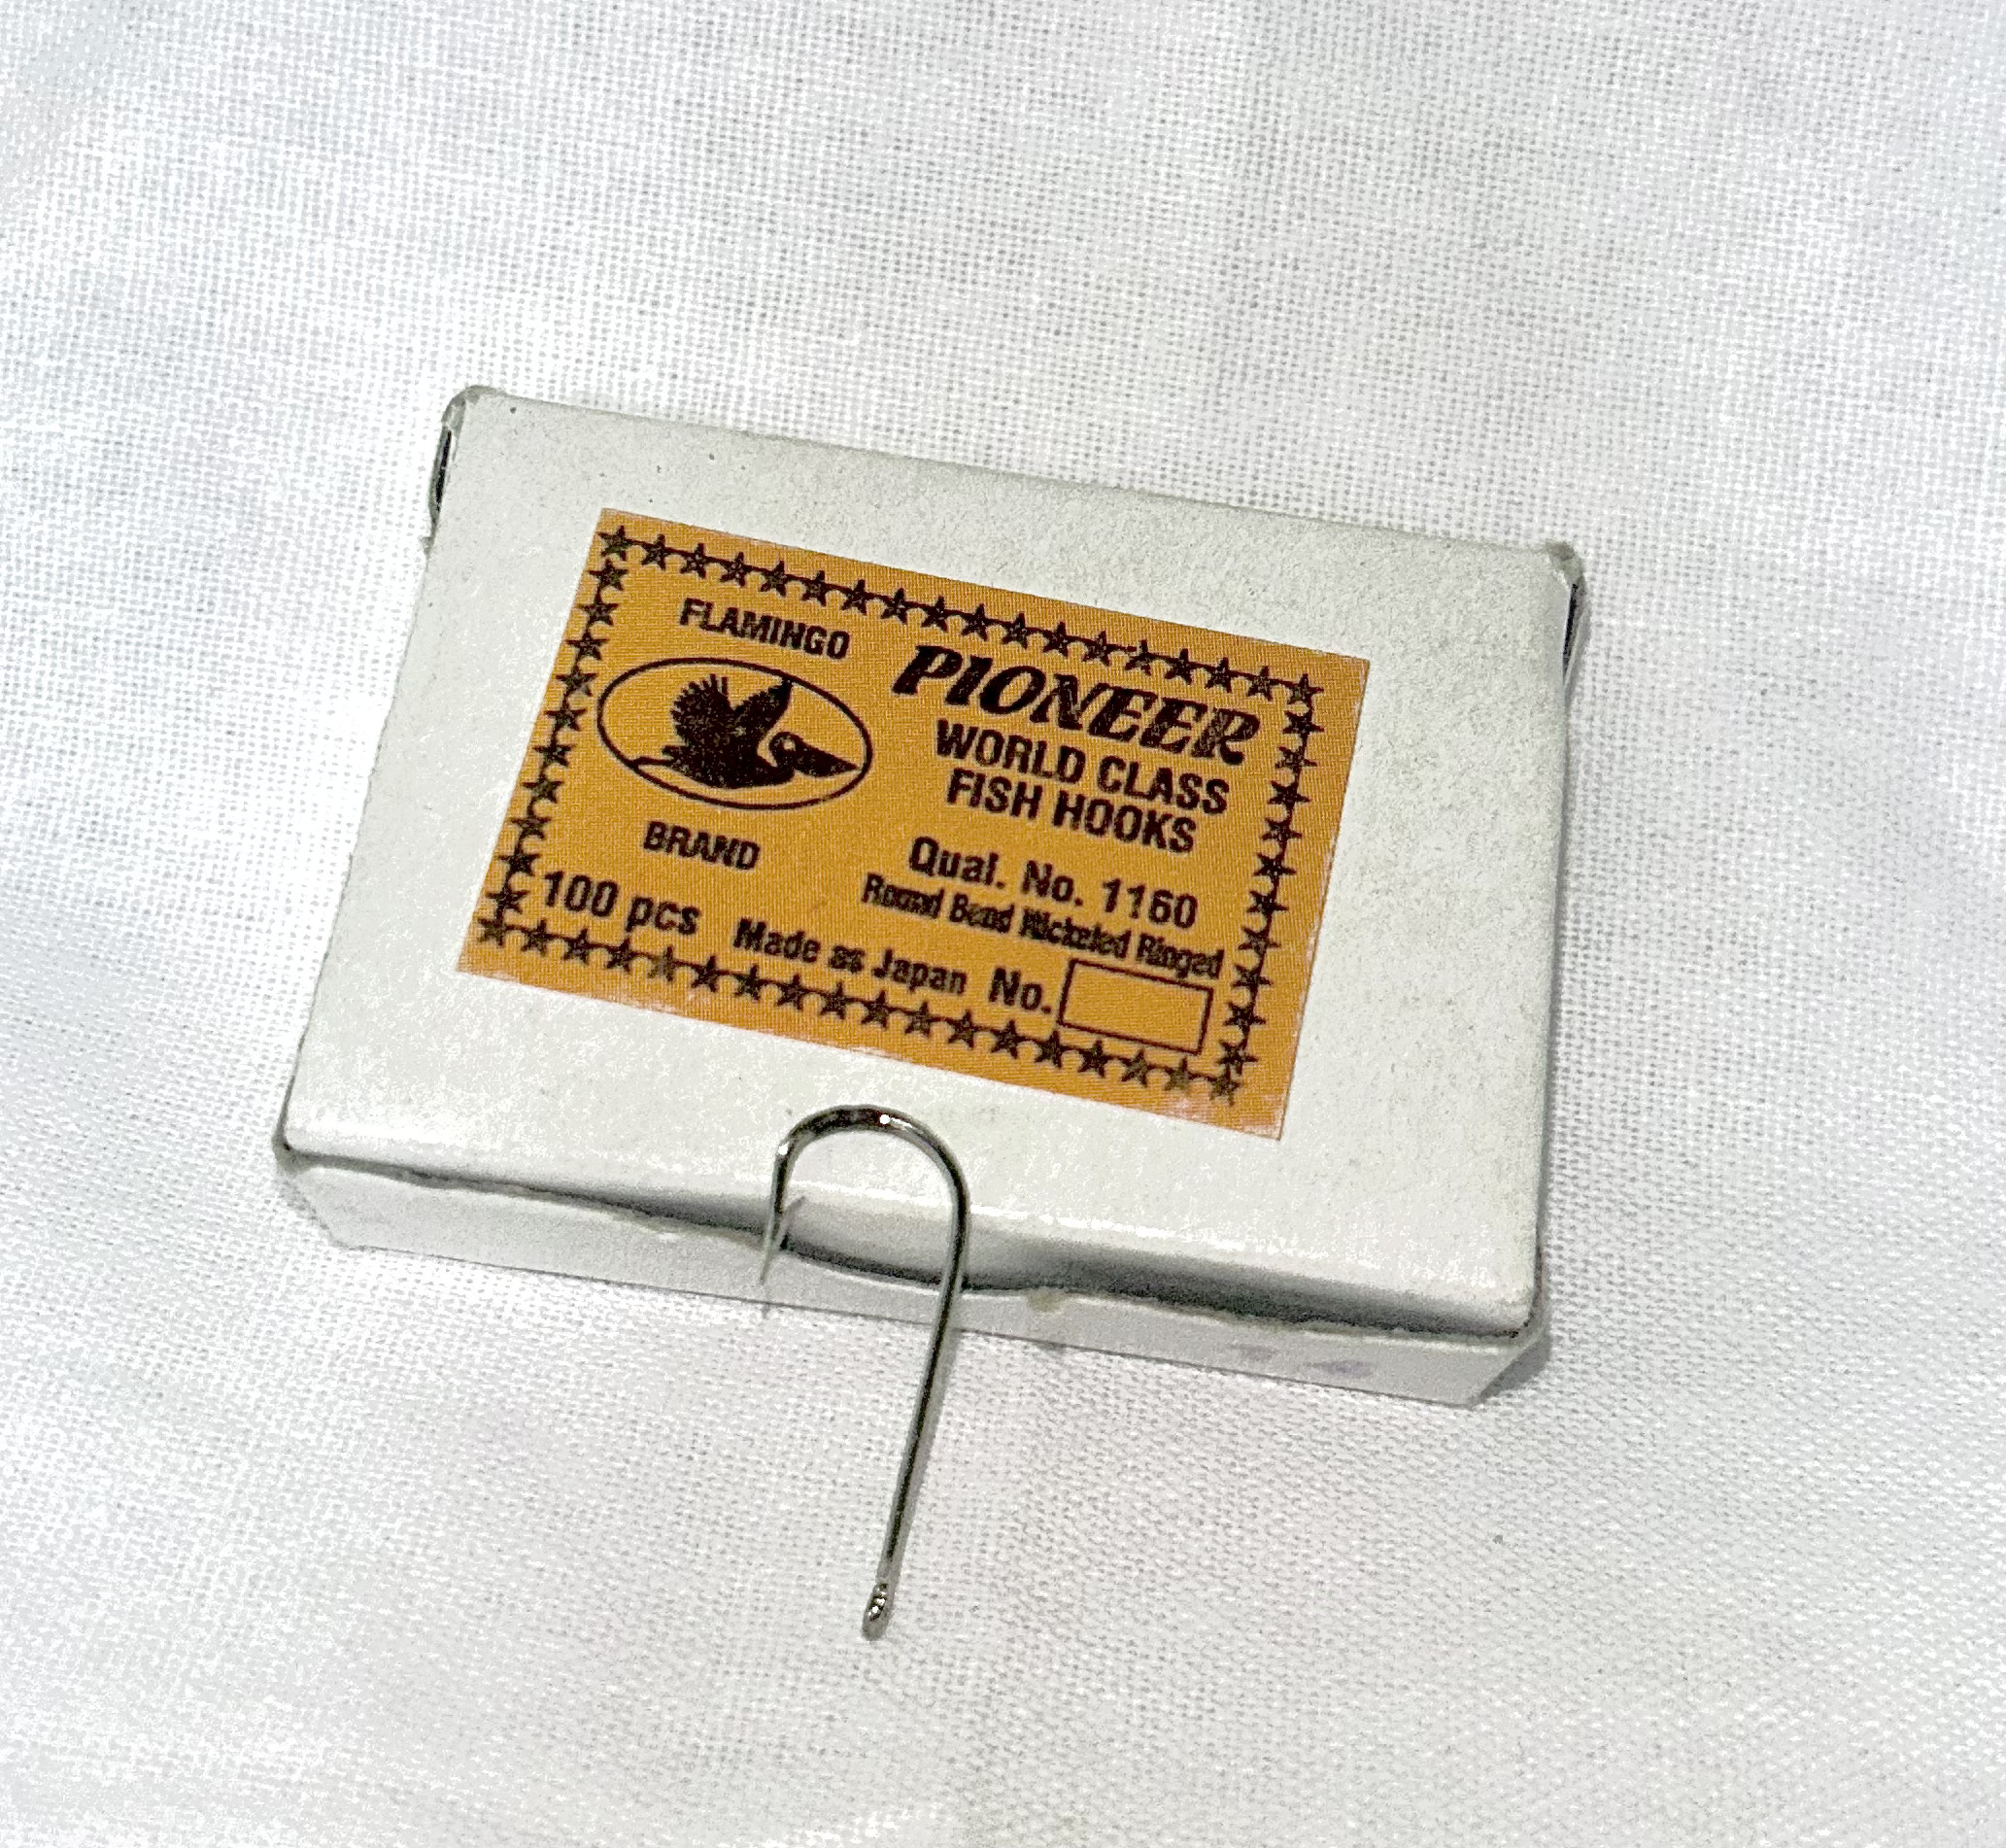 FLAMINGO
BRAND
PIONEER
WORLD CLASS
FISH HOOKS
Qual. No. 1160
Round Bend Nickeled Ringed
100 pcs Made as Japan No.